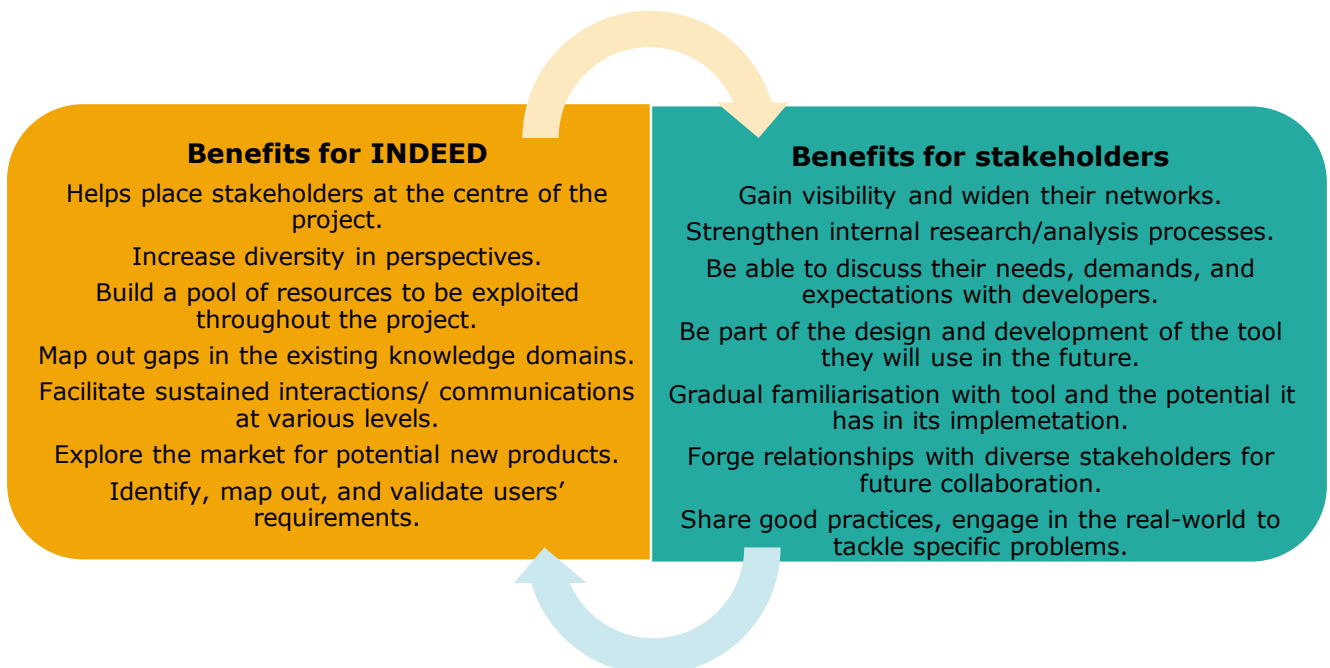 Benefits for INDEED
Helps place stakeholders at the centre of the
project.
Increase diversity in perspectives.
Build a pool of resources to be exploited
throughout the project.
Map out gaps in the existing knowledge domains.
Facilitate sustained interactions/ communications
at various levels.
Explore the market for potential new products.
Identify, map out, and validate users’
requirements.
Benefits for stakeholders
Gain visibility and widen their networks.
Strengthen internal research/analysis processes.
Be able to discuss their needs, demands, and
expectations with developers.
Be part of the design and development of the tool
they will use in the future.
Gradual familiarisation with tool and the potential it
has in its implemetation.
Forge relationships with diverse stakeholders for
future collaboration.
Share good practices, engage in the real-world to
tackle specific problems.